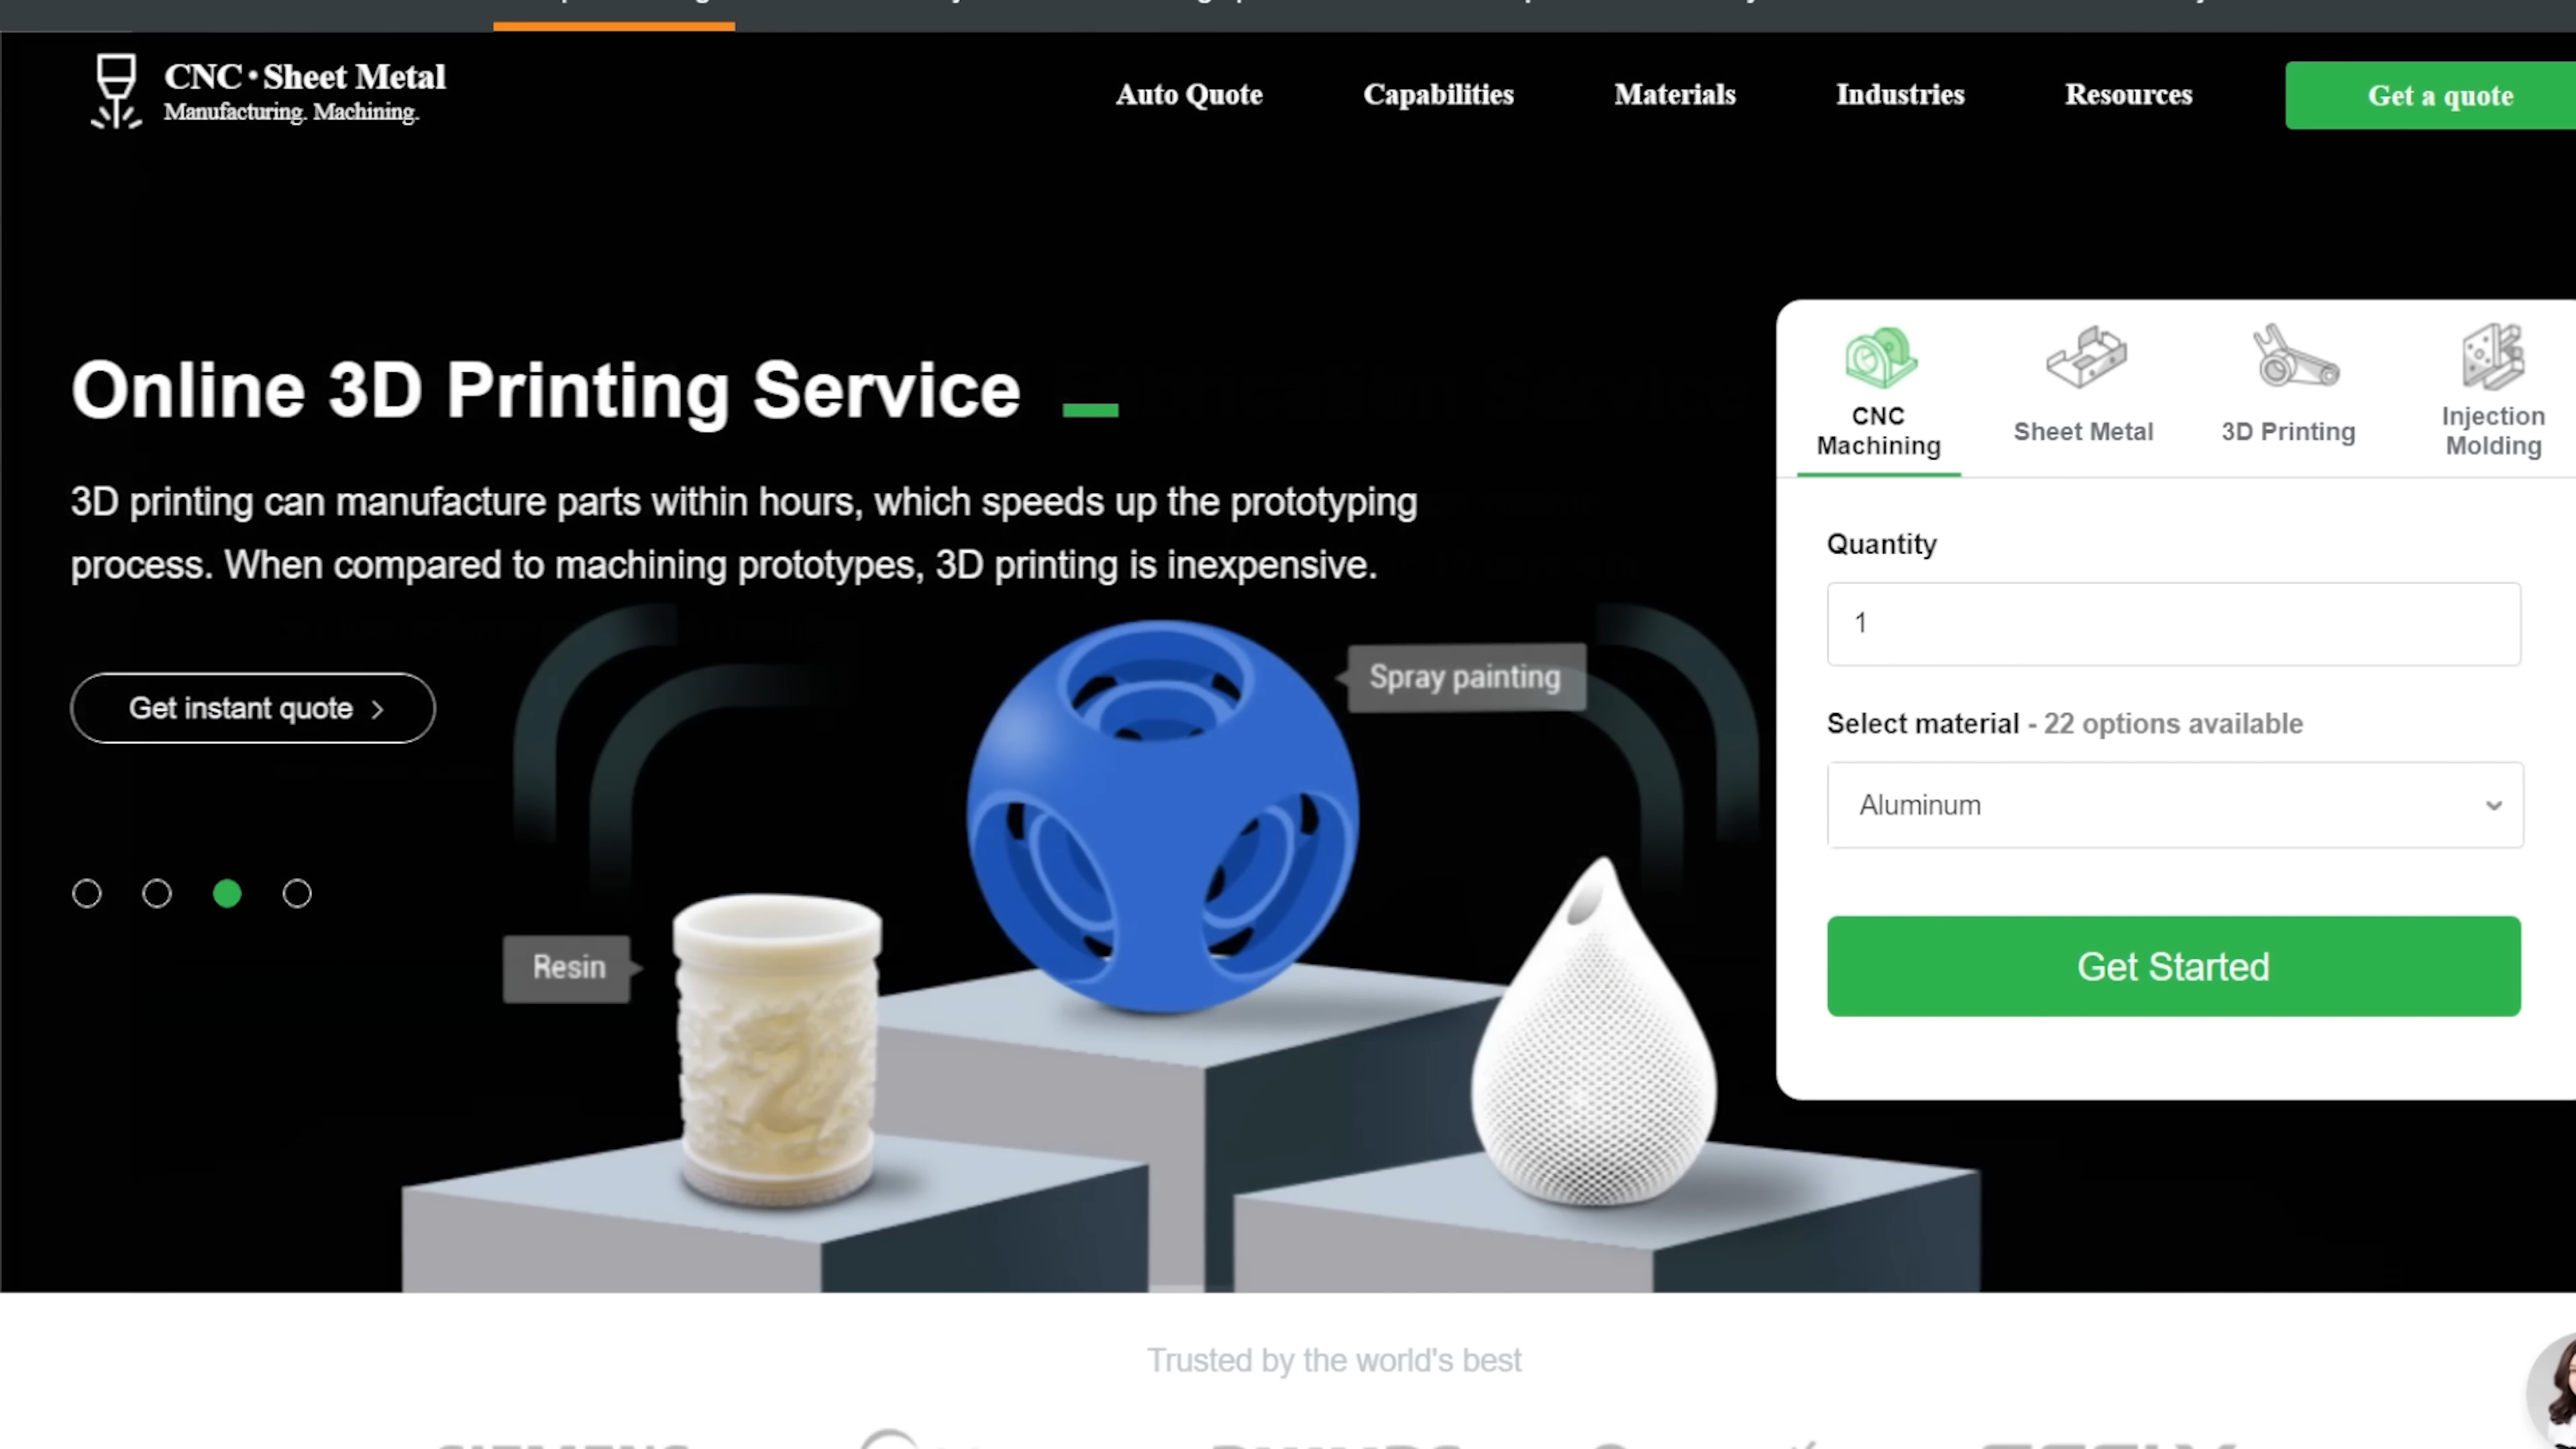 CNC • Sheet Metal
Manufacturing. Machining.
Auto Quote
Capabilities
Materials
Industries
Resources
Get a quote
Online 3D Printing Service
3D printing can manufacture parts within hours, which speeds up the prototyping
process. When compared to machining prototypes, 3D printing is inexpensive.
Get instant quote
Spray painting
Resin
CNC
Machining
Sheet Metal
3D Printing
Injection
Molding
Quantity
1
Select material - 22 options available
Aluminum
Get Started
Trusted by the world's best